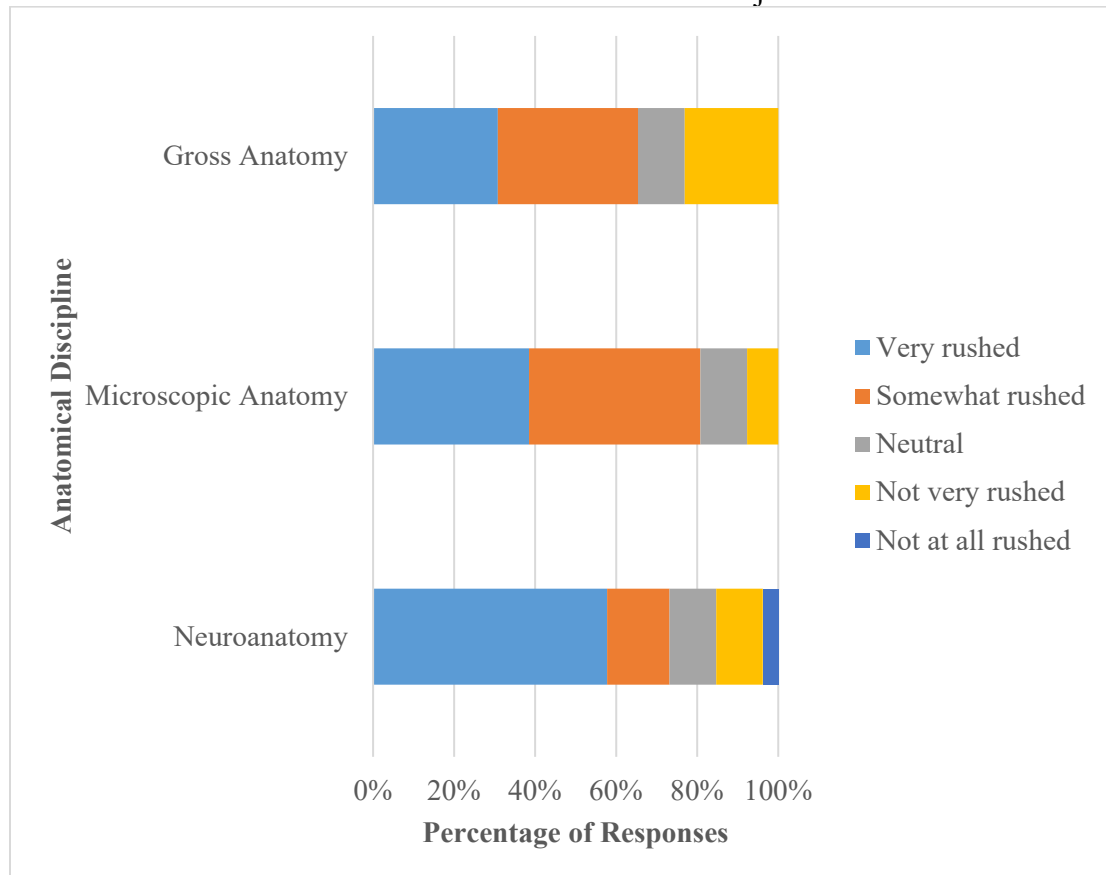 Gross Anatomy
Microscopic Anatomy
Neuroanatomy
Anatomical Discipline
0% 20% 40% 60% 80% 100%
Percentage of Responses
Very rushed
Somewhat rushed
Neutral
Not very rushed
Not at all rushed